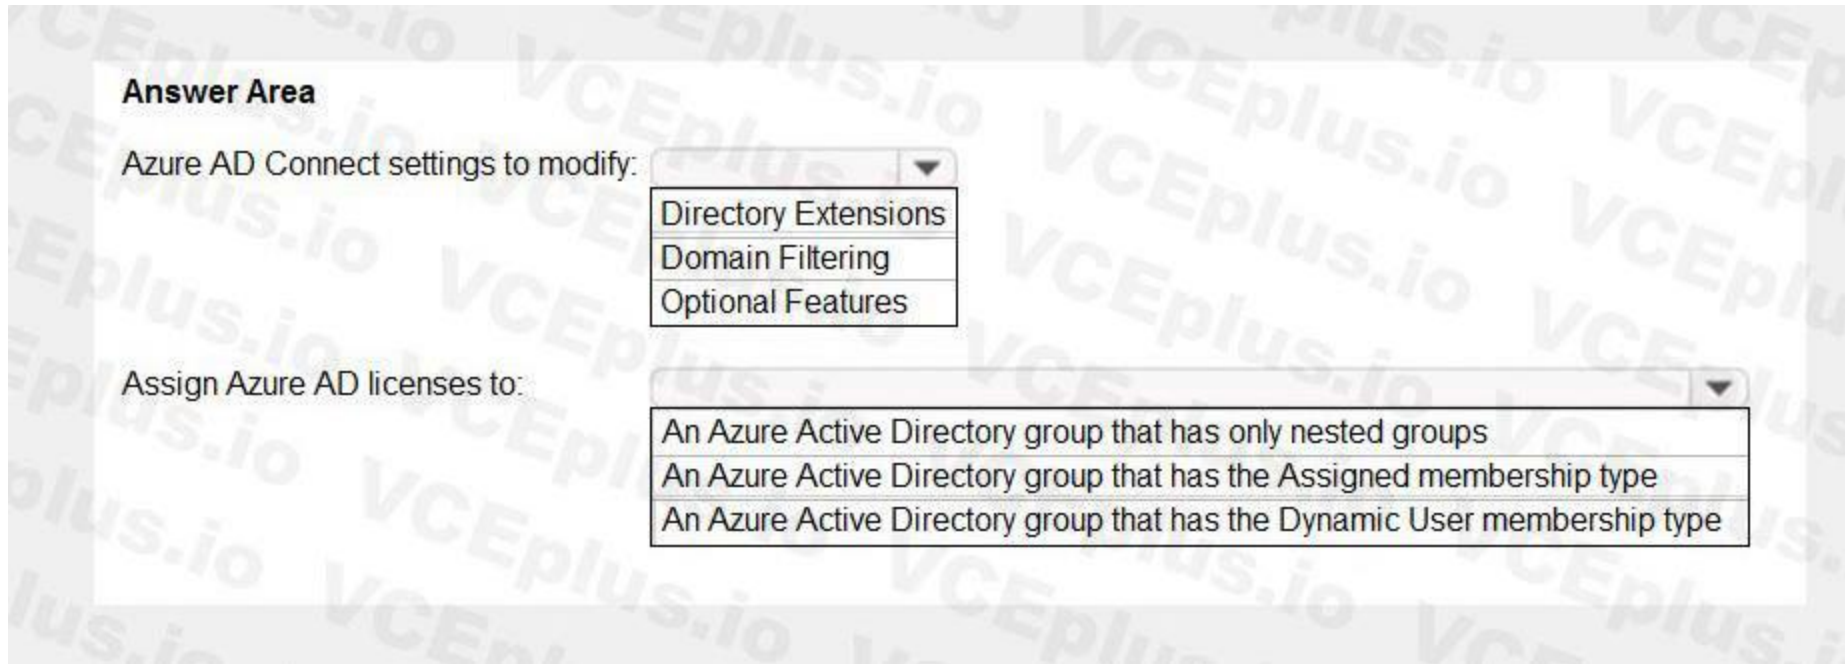 Answer Area
Azure AD Connect settings to modify:
Directory Extensions
Domain Filtering
Optional Features
Assign Azure AD licenses to:
An Azure Active Directory group that has only nested groups
An Azure Active Directory group that has the Assigned membership type
An Azure Active Directory group that has the Dynamic User membership type
VCEplus.io